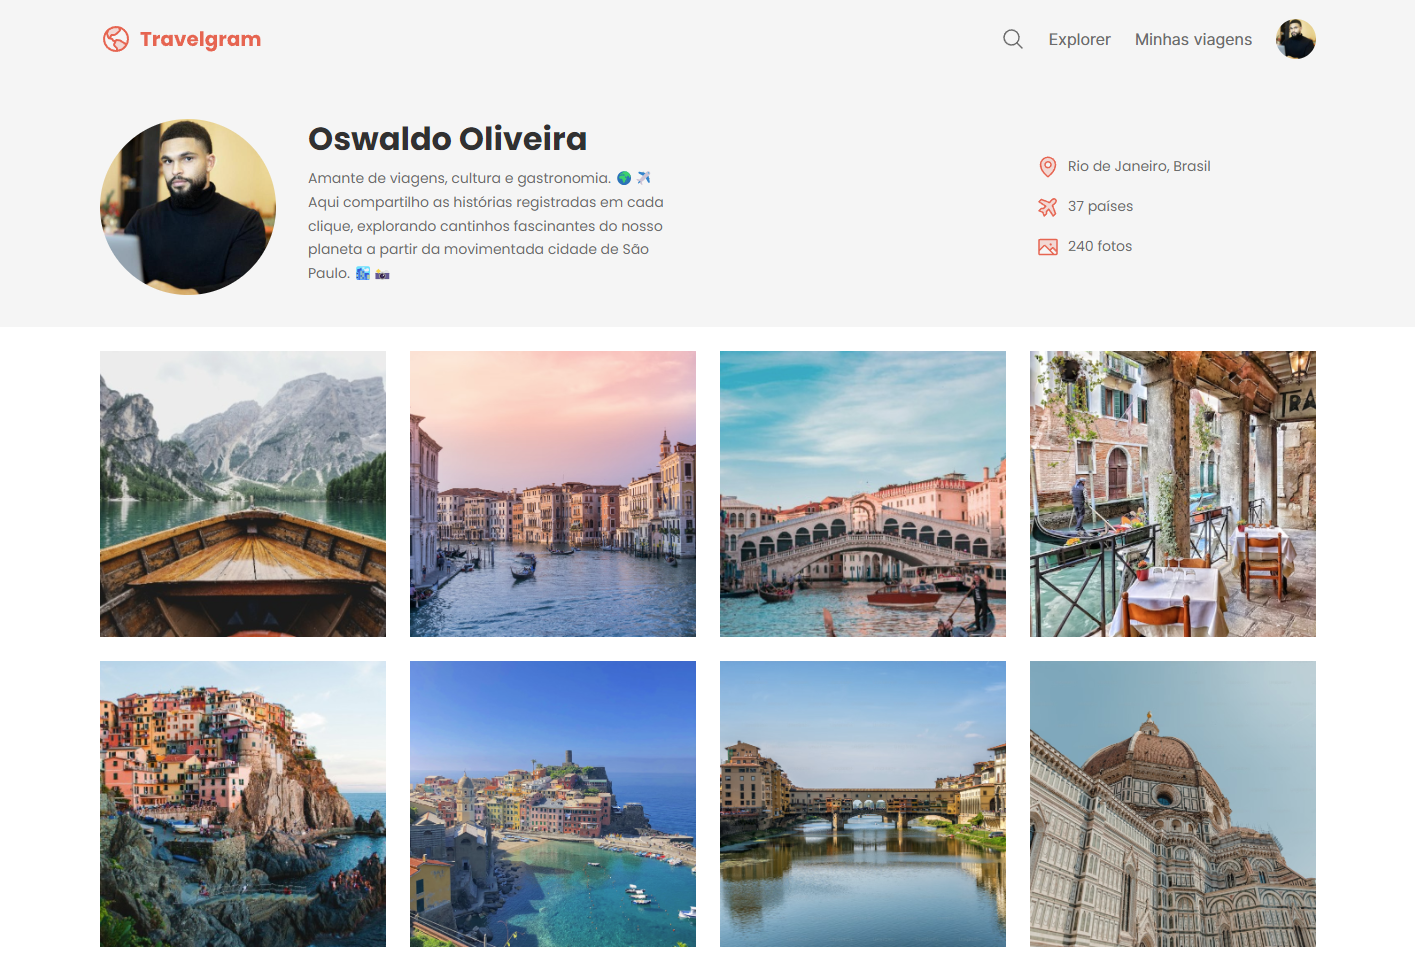 Travelgram
Explorer
Minhas viagens
Oswaldo Oliveira
Amante de viagens, cultura e gastronomia. 🌍 ✈️
Aqui compartilho as histórias registradas em cada
clique, explorando cantinhos fascinantes do nosso
planeta a partir da movimentada cidade de São
Paulo. 🏙️ 📸
Rio de Janeiro, Brasil
37 países
240 fotos
TRA